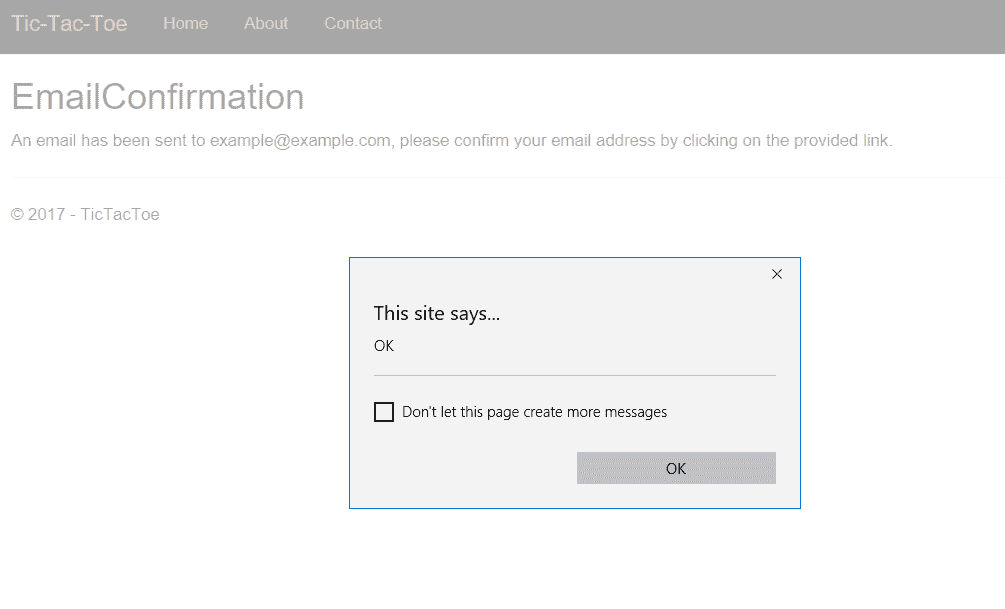 Tic-Tac-Toe Home About Contact
EmailConfirmation
An email has been sent to example@example.com, please confirm your email address by clicking on the provided link.
© 2017 - TicTacToe
This site says...
OK
Don't let this page create more messages
OK